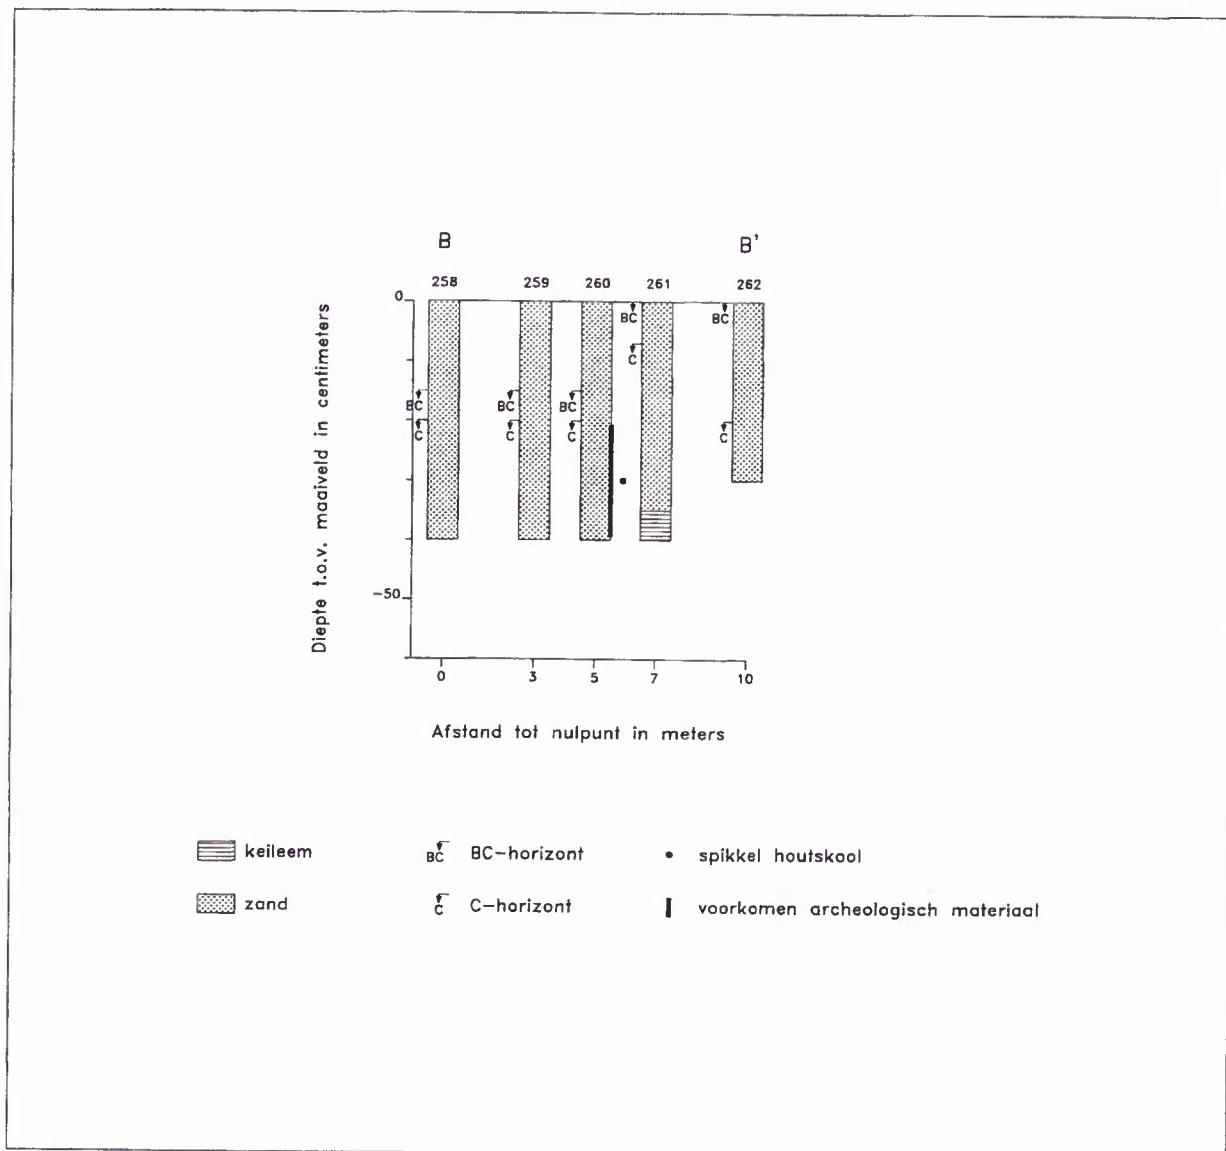 B B'
258 259 260 261 262
0
BC BC
C
BC BC BC
C C C C
-50
Diepte t.o.v. maaiveld in centimeters
0 3 5 7 10
Afstand tot nulpunt in meters
keileem BC BC-horizont spikkel houtskool
zand C C-horizont voorkomen archeologisch materiaal